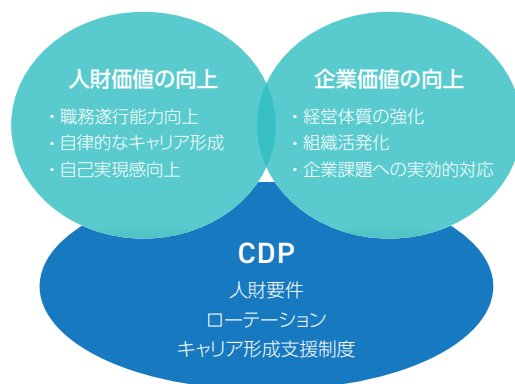 人財価値の向上
・職務遂行能力向上
・自律的なキャリア形成
・自己実現感向上
企業価値の向上
・経営体質の強化
・組織活発化
・企業課題への実効的対応
CDP
人財要件
ローテーション
キャリア形成支援制度